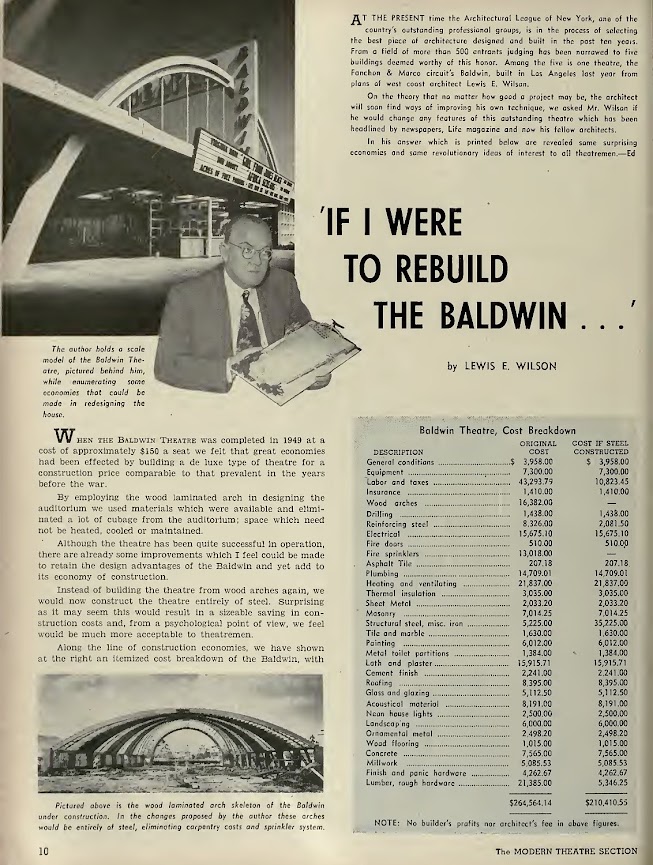 AT THE PRESENT time the Architectural League of New York, one of the
country's outstanding professional groups, is in the process of selecting
the best piece of architecture designed and built in the past ten years.
From a field of more than 500 entrants judging has been narrowed to five
buildings deemed worthy of this honor. Among the five is one theatre, the
Fanchon & Marco circuit's Baldwin, built in Los Angeles last year from
plans of west coast architect Lewis E. Wilson.
On the theory that no matter how good a project may be, the architect
will soon find ways of improving his own technique, we asked Mr. Wilson if
he would change any features of this outstanding theatre which has been
headlined by newspapers, Life magazine and now his fellow architects.
In his answer which is printed below are revealed some surprising
economies and some revolutionary ideas of interest to all theatremen.—Ed
BALDWIN
'IF I WERE
TO REBUILD
THE BALDWIN . . .'
by LEWIS E. WILSON
The author holds a scale
model of the Baldwin The-
atre, pictured behind him,
while enumerating some
economies that could be
made in redesigning the
house.
WHEN THE BALDWIN THEATRE was completed in 1949 at a
cost of approximately $150 a seat we felt that great economies
had been effected by building a de luxe type of theatre for a
construction price comparable to that prevalent in the years
before the war.
By employing the wood laminated arch in designing the
auditorium we used materials which were available and elimi-
nated a lot of cubage from the auditorium; space which need
not be heated, cooled or maintained.
Although the theatre has been quite successful in operation,
there are already some improvements which I feel could be made
to retain the design advantages of the Baldwin and yet add to
its economy of construction.
Instead of building the theatre from wood arches again, we
would now construct the theatre entirely of steel. Surprising
as it may seem this would result in a sizeable saving in con-
struction costs and, from a psychological point of view, we feel
would be much more acceptable to theatremen.
Along the line of construction economies, we have shown
at the right an itemized cost breakdown of the Baldwin, with
Pictured above is the wood laminated arch skeleton of the Baldwin
under construction. In the changes proposed by the author these arches
would be entirely of steel, eliminating carpentry costs and sprinkler system.
Baldwin Theatre, Cost Breakdown
ORIGINAL COST IF STEEL
DESCRIPTION COST CONSTRUCTED
General conditions $ 3,958.00 $ 3,958.00
Equipment 7,300.00 7,300.00
Labor and taxes 43,293.79 10,823.45
Insurance 1,410.00 1,410.00
Wood arches 16,382.00 —
Drilling 1,438.00 1,438.00
Reinforcing steel 8,326.00 2,081.50
Electrical 15,675.10 15,675.10
Fire doors 510.00 510.00
Fire sprinklers 13,018.00 —
Asphalt Tile 207.18 207.18
Plumbing 14,709.01 14,709.01
Heating and ventilating 21,837.00 21,837.00
Thermal insulation 3,035.00 3,035.00
Sheet Metal 2,033.20 2,033.20
Masonry 7,014.25 7,014.25
Structural steel, misc. iron 5,225.00 35,225.00
Tile and marble 1,630.00 1,630.00
Painting 6,012.00 6,012.00
Metal toilet partitions 1,384.00 1,384.00
Lath and plaster 15,915.71 15,915.71
Cement finish 2,241.00 2,241.00
Roofing 8,395.00 8,395.00
Glass and glazing 5,112.50 5,112.50
Acoustical material 8,191.00 8,191.00
Neon house lights 2,500.00 2,500.00
Landscaping 6,000.00 6,000.00
Ornamental metal 2,498.20 2,498.20
Wood flooring 1,015.00 1,015.00
Concrete 7,565.00 7,565.00
Millwork 5,085.53 5,085.53
Finish and panic hardware 4,262.67 4,262.67
Lumber, rough hardware 21,385.00 5,346.25
$264,564.14 $210,410.55
NOTE: No builder's profits nor architect's fee in above figures.
10
The MODERN THEATRE SECTION